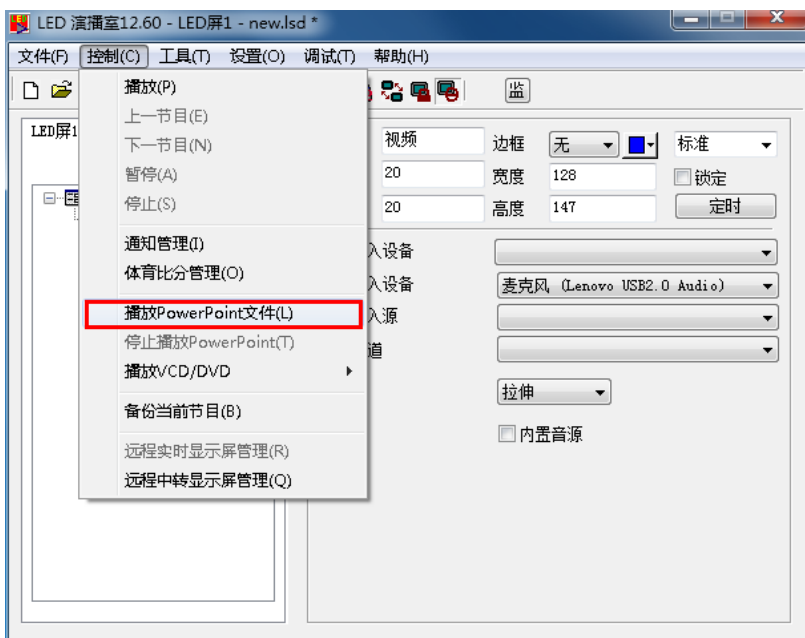 LED 演播室12.60 - LED屏1 - new.lsd *
文件(F) 控制(C) 工具(T) 设置(O) 调试(T) 帮助(H)
监
LED屏1
播放(P)
上一节目(E)
下一节目(N)
暂停(A)
停止(S)
通知管理(I)
体育比分管理(O)
播放PowerPoint文件(L)
停止播放PowerPoint(T)
播放VCD/DVD
备份当前节目(B)
远程实时显示屏管理(R)
远程中转显示屏管理(Q)
视频 边框 无 标准
20 宽度 128 锁定
20 高度 147 定时
入设备
入设备 麦克风 (Lenovo USB2.0 Audio)
入源
道
拉伸
内置音源